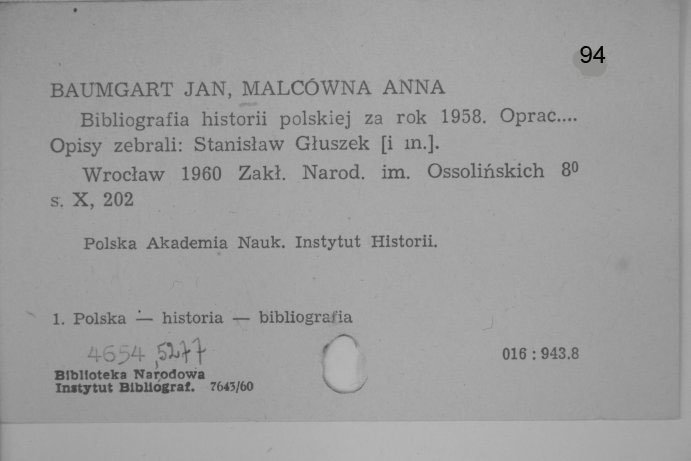 94
BAUMGART JAN, MALCÓWNA ANNA
Bibliografia historii polskiej za rok 1958. Oprac....
Opisy zebrali: Stanisław Głuszek [i in.].
Wrocław 1960 Zakł. Narod. im. Ossolińskich 8⁰
s. X, 202
Polska Akademia Nauk. Instytut Historii.
1. Polska — historia — bibliografia
4654, 5277
016 : 943.8
Biblioteka Narodowa
Instytut Bibliograf. 7643/60